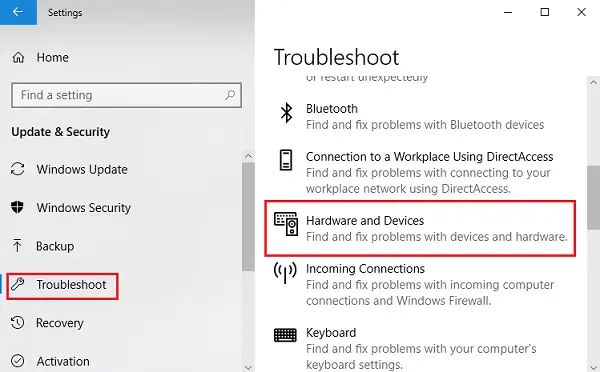 Settings
Home
Find a setting
Update & Security
Windows Update
Windows Security
Backup
Troubleshoot
Recovery
Activation
Troubleshoot
or restart unexpectedly
Bluetooth
Find and fix problems with Bluetooth devices
Connection to a Workplace Using DirectAccess
Find and fix problems with connecting to your
workplace network using DirectAccess.
Hardware and Devices
Find and fix problems with devices and hardware.
Incoming Connections
Find and fix problems with incoming computer
connections and Windows Firewall.
Keyboard
Find and fix problems with your computer's
keyboard settings.